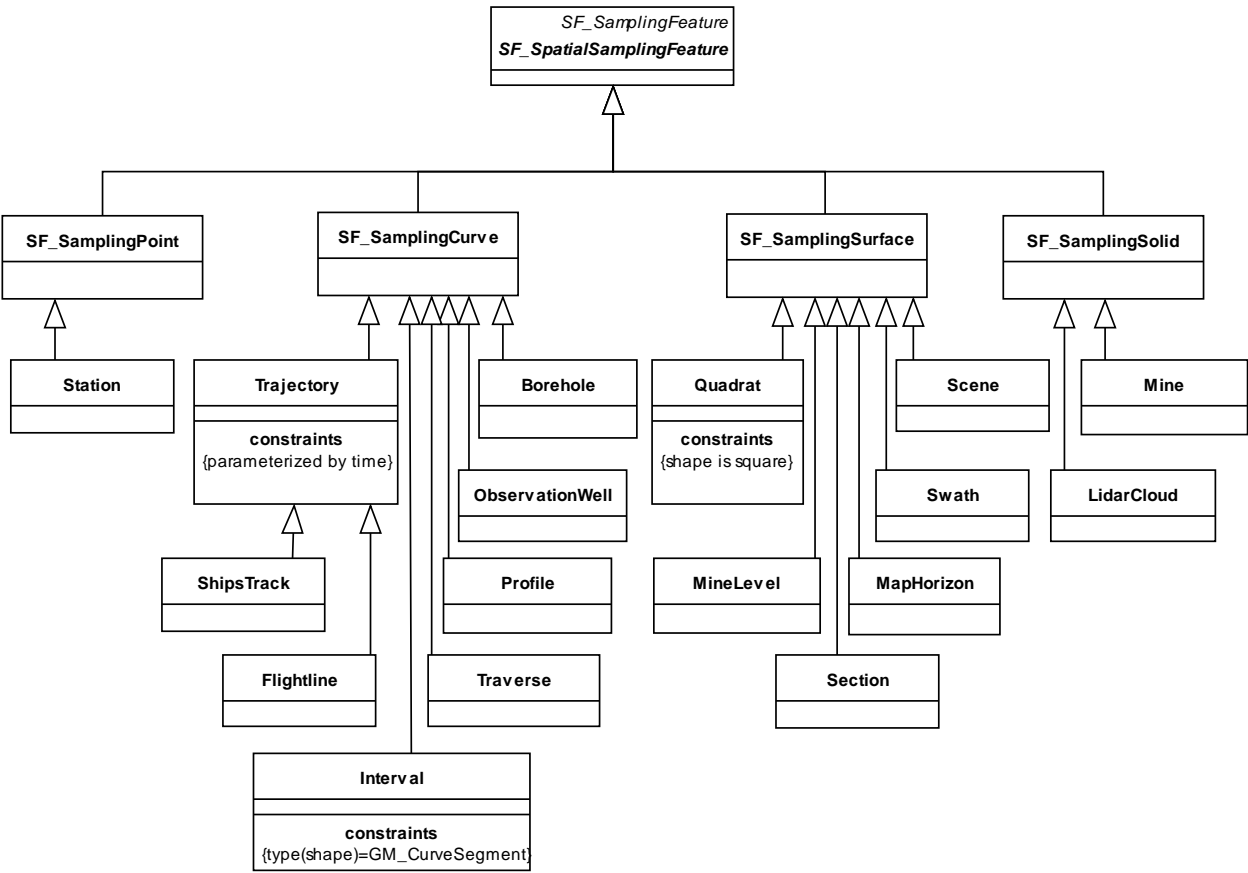 SF_SamplingFeature
SF_SpatialSamplingFeature
SF_SamplingPoint
SF_SamplingCurve
SF_SamplingSurface
SF_SamplingSolid
Station
Trajectory
constraints
{parameterized by time}
Borehole
Quadrat
constraints
{shape is square}
Scene
Mine
ObservationWell
Swath
LidarCloud
ShipsTrack
Profile
MineLevel
MapHorizon
Flightline
Traverse
Section
Interval
constraints
{type(shape)=GM_CurveSegment}